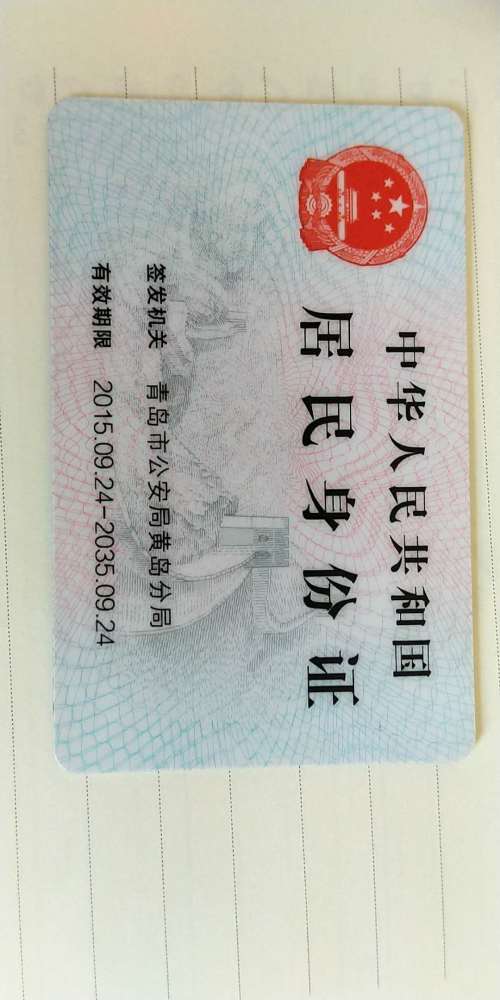 中华人民共和国
居民身份证
签发机关 青岛市公安局黄岛分局
有效期限 2015.09.24-2035.09.24